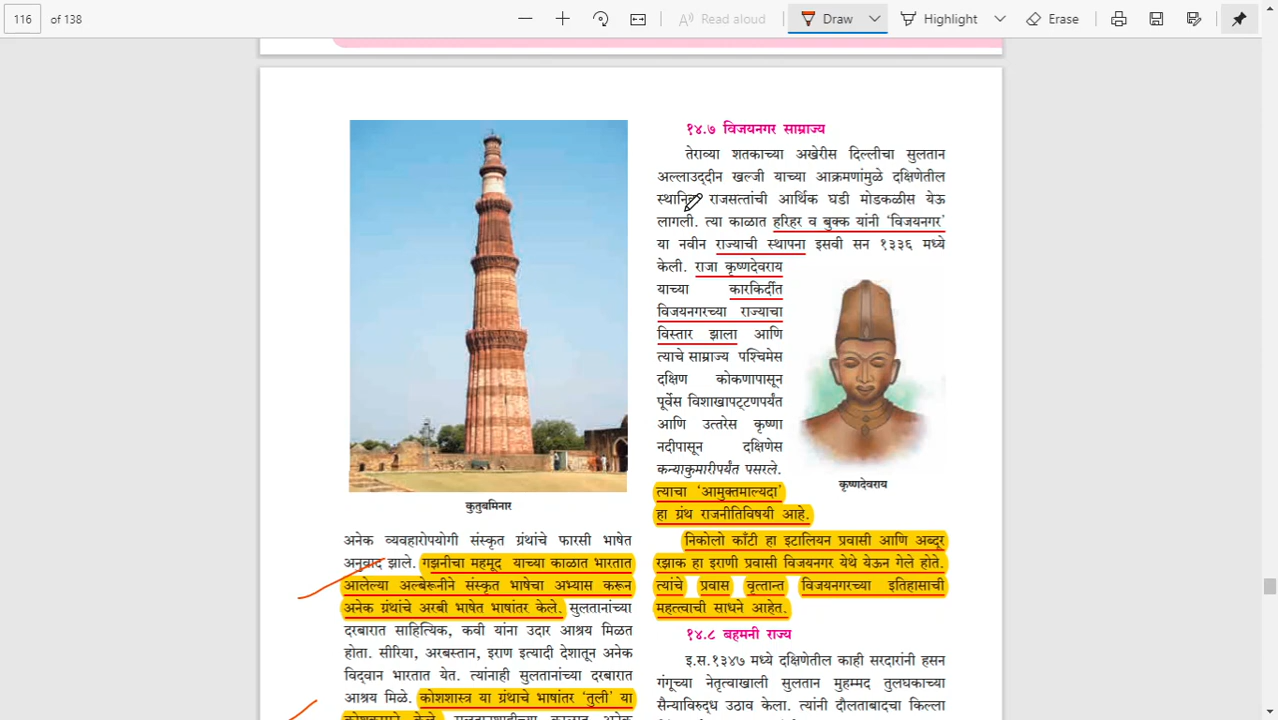 116 of 138
Read aloud
Draw
Highlight
Erase
कुतुबमिनार
अनेक व्यवहारोपयोगी संस्कृत ग्रंथांचे फारसी भाषेत
अनुवाद झाले. गझनीचा महमूद याच्या काळात भारतात
आलेल्या अल्बेरूनीने संस्कृत भाषेचा अभ्यास करून
अनेक ग्रंथांचे अरबी भाषेत भाषांतर केले. सुलतानांच्या
दरबारात साहित्यिक, कवी यांना उदार आश्रय मिळत
होता. सीरिया, अरबस्तान, इराण इत्यादी देशातून अनेक
विद्वान भारतात येत. त्यांनाही सुलतानांच्या दरबारात
आश्रय मिळे. कोशशास्त्र या ग्रंथाचे भाषांतर ‘तुली’ या
१४.७ विजयनगर साम्राज्य
तेराव्या शतकाच्या अखेरीस दिल्लीचा सुलतान
अल्लाउद्‌दीन खल्जी याच्या आक्रमणांमुळे दक्षिणेतील
स्थानिक राजसत्तांची आर्थिक घडी मोडकळीस येऊ
लागली. त्या काळात हरिहर व बुक्क यांनी ‘विजयनगर’
या नवीन राज्याची स्थापना इसवी सन १३३६ मध्ये
केली. राजा कृष्णदेवराय
याच्या कारकिर्दीत
विजयनगरच्या राज्याचा
विस्तार झाला आणि
त्याचे साम्राज्य पश्चिमेस
दक्षिण कोकणापासून
पूर्वेस विशाखापट्टणपर्यंत
आणि उत्तरेस कृष्णा
नदीपासून दक्षिणेस
कन्याकुमारीपर्यंत पसरले.
त्याचा ‘आमुक्तमाल्यदा’
हा ग्रंथ राजनीतिविषयी आहे.
कृष्णदेवराय
निकोलो काँटी हा इटालियन प्रवासी आणि अब्दूर
रझाक हा इराणी प्रवासी विजयनगर येथे येऊन गेले होते.
त्यांचे प्रवास वृत्तान्त विजयनगरच्या इतिहासाची
महत्वाची साधने आहेत.
१४.८ बहमनी राज्य
इ.स.१३४७ मध्ये दक्षिणेतील काही सरदारांनी हसन
गंगूच्या नेतृत्वाखाली सुलतान मुहम्मद तुलघकाच्या
सैन्याविरुद्ध उठाव केला. त्यांनी दौलताबादचा किल्ला